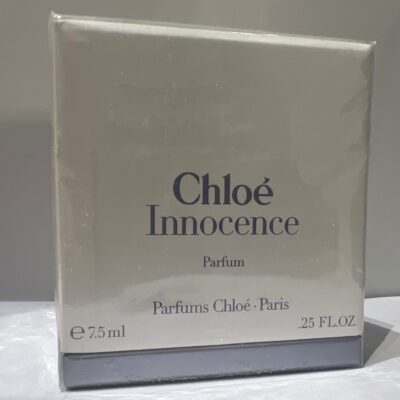 Chloé
Innocence
Parfum
Parfums Chloé · Paris
℮ 7.5 ml .25 FL.OZ.